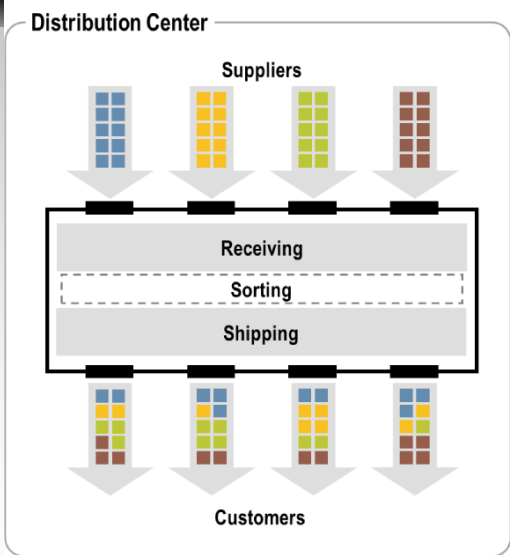 Distribution Center
Suppliers
Receiving
Sorting
Shipping
Customers